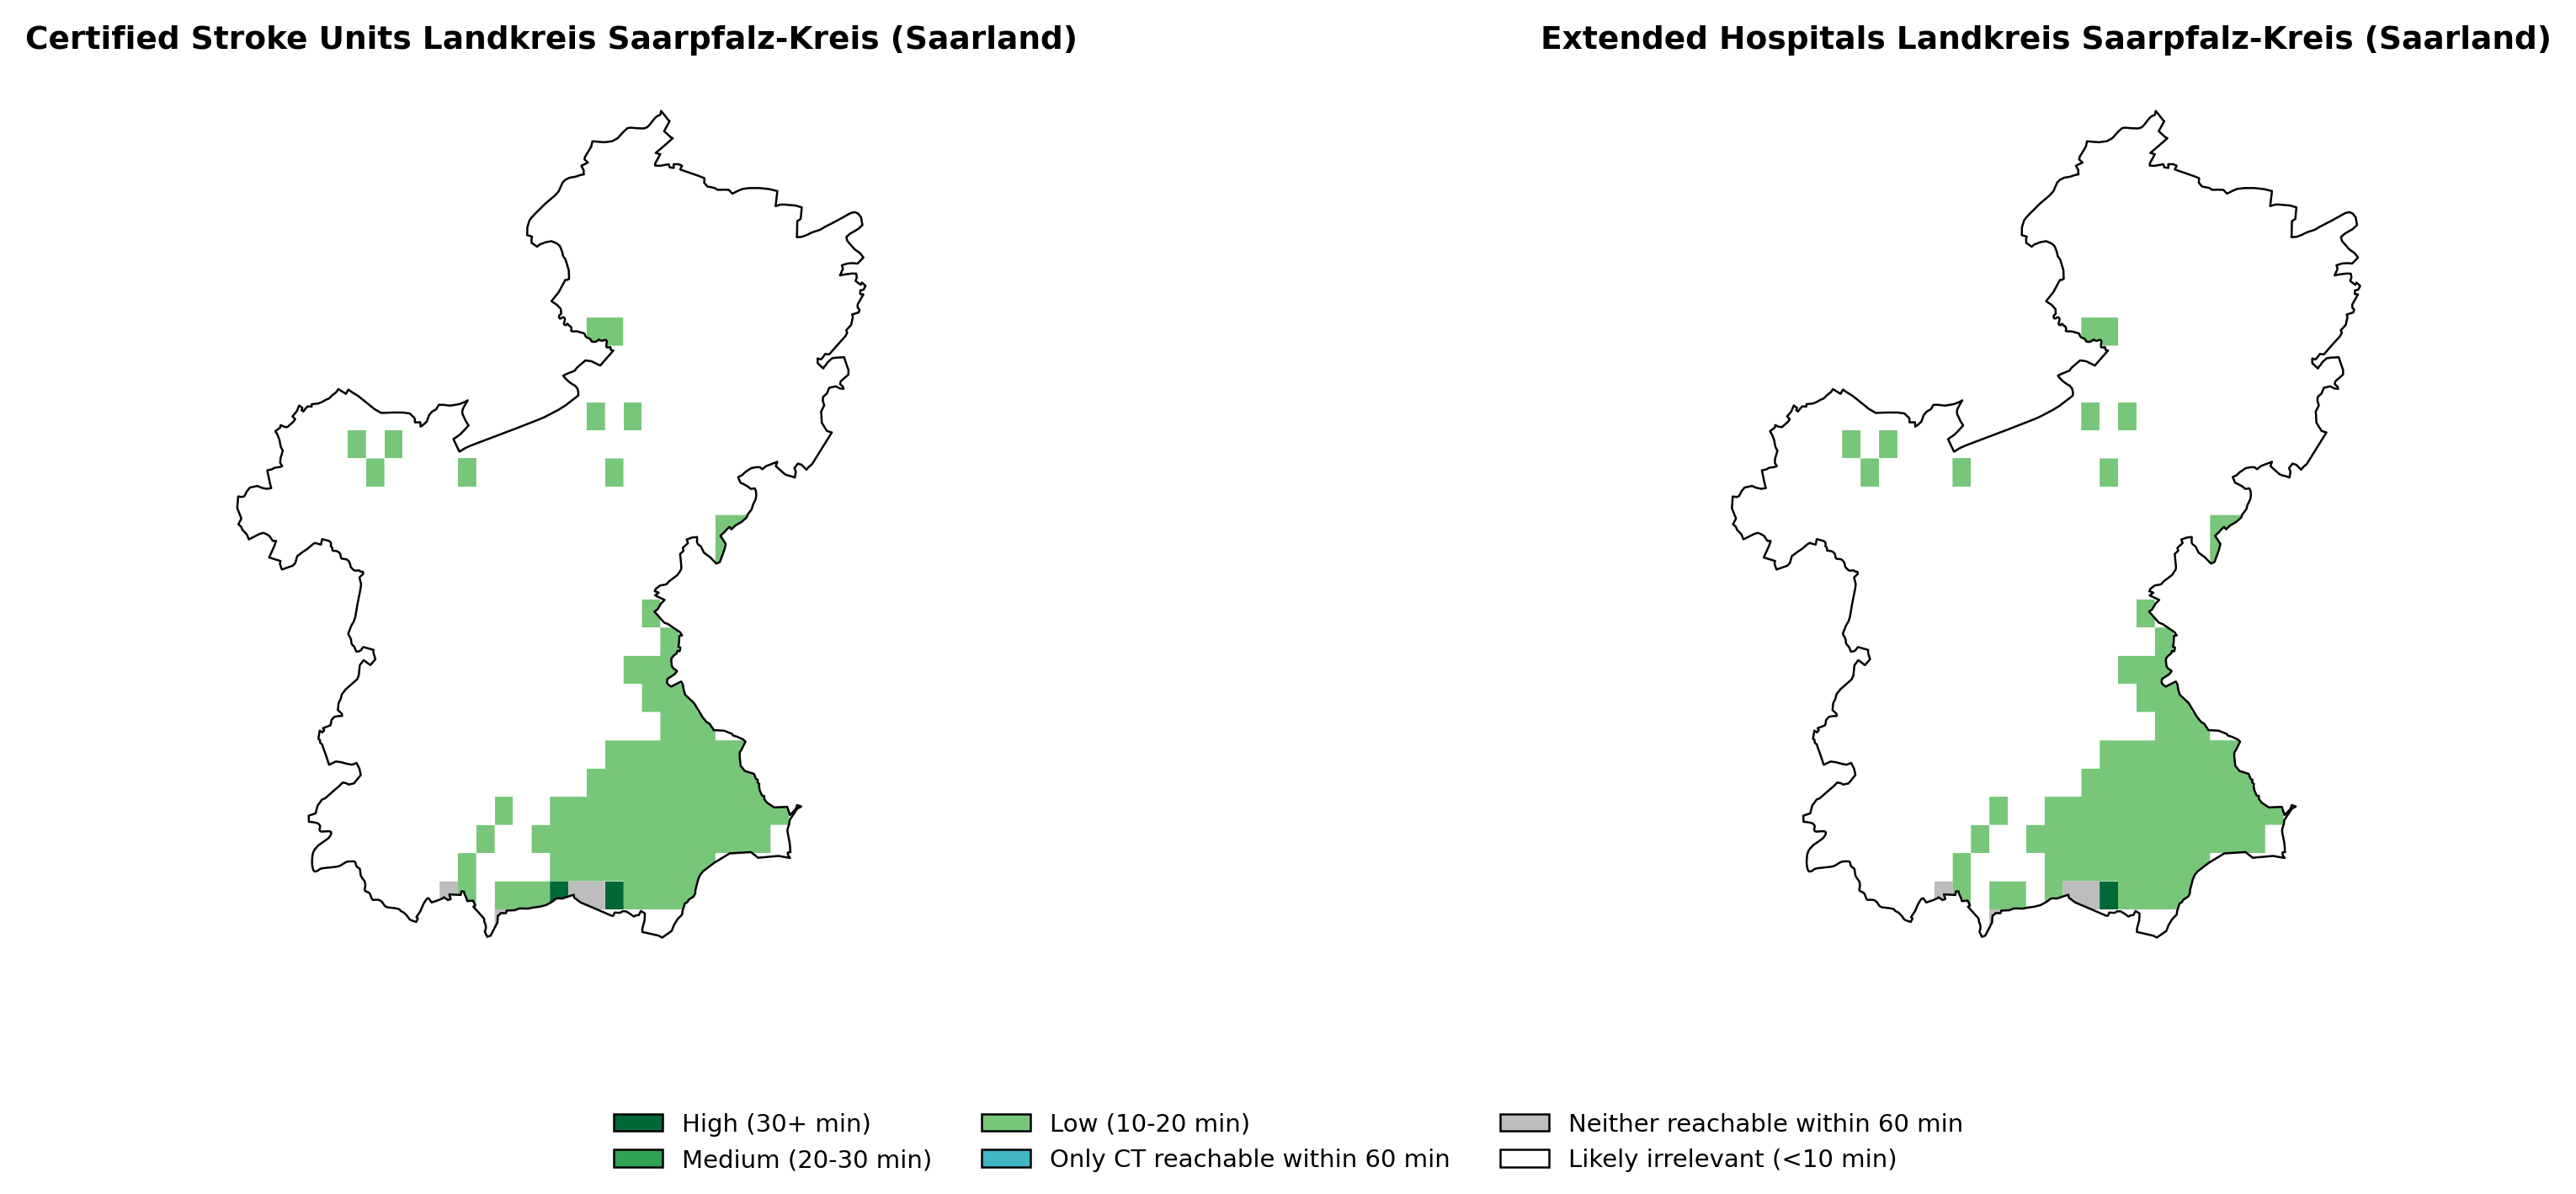 Certified Stroke Units Landkreis Saarpfalz-Kreis (Saarland)
Extended Hospitals Landkreis Saarpfalz-Kreis (Saarland)
High (30+ min)
Medium (20-30 min)
Low (10-20 min)
Only CT reachable within 60 min
Neither reachable within 60 min
Likely irrelevant (<10 min)